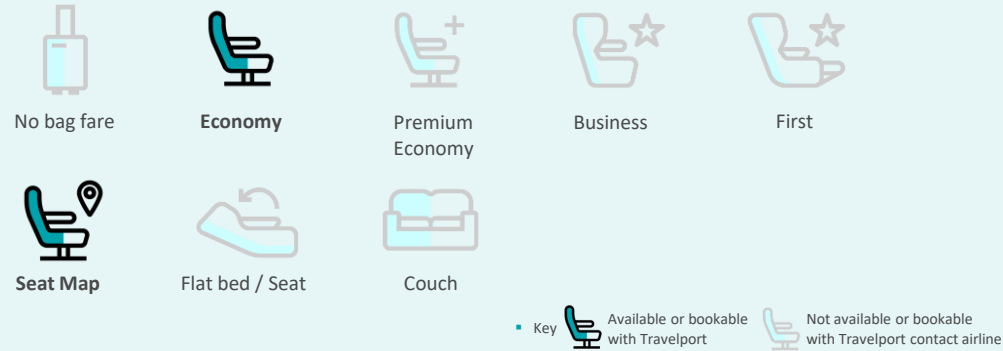 No bag fare
Economy
Premium
Economy
Business
First
Seat Map
Flat bed / Seat
Couch
Key
Available or bookable
with Travelport
Not available or bookable
with Travelport contact airline